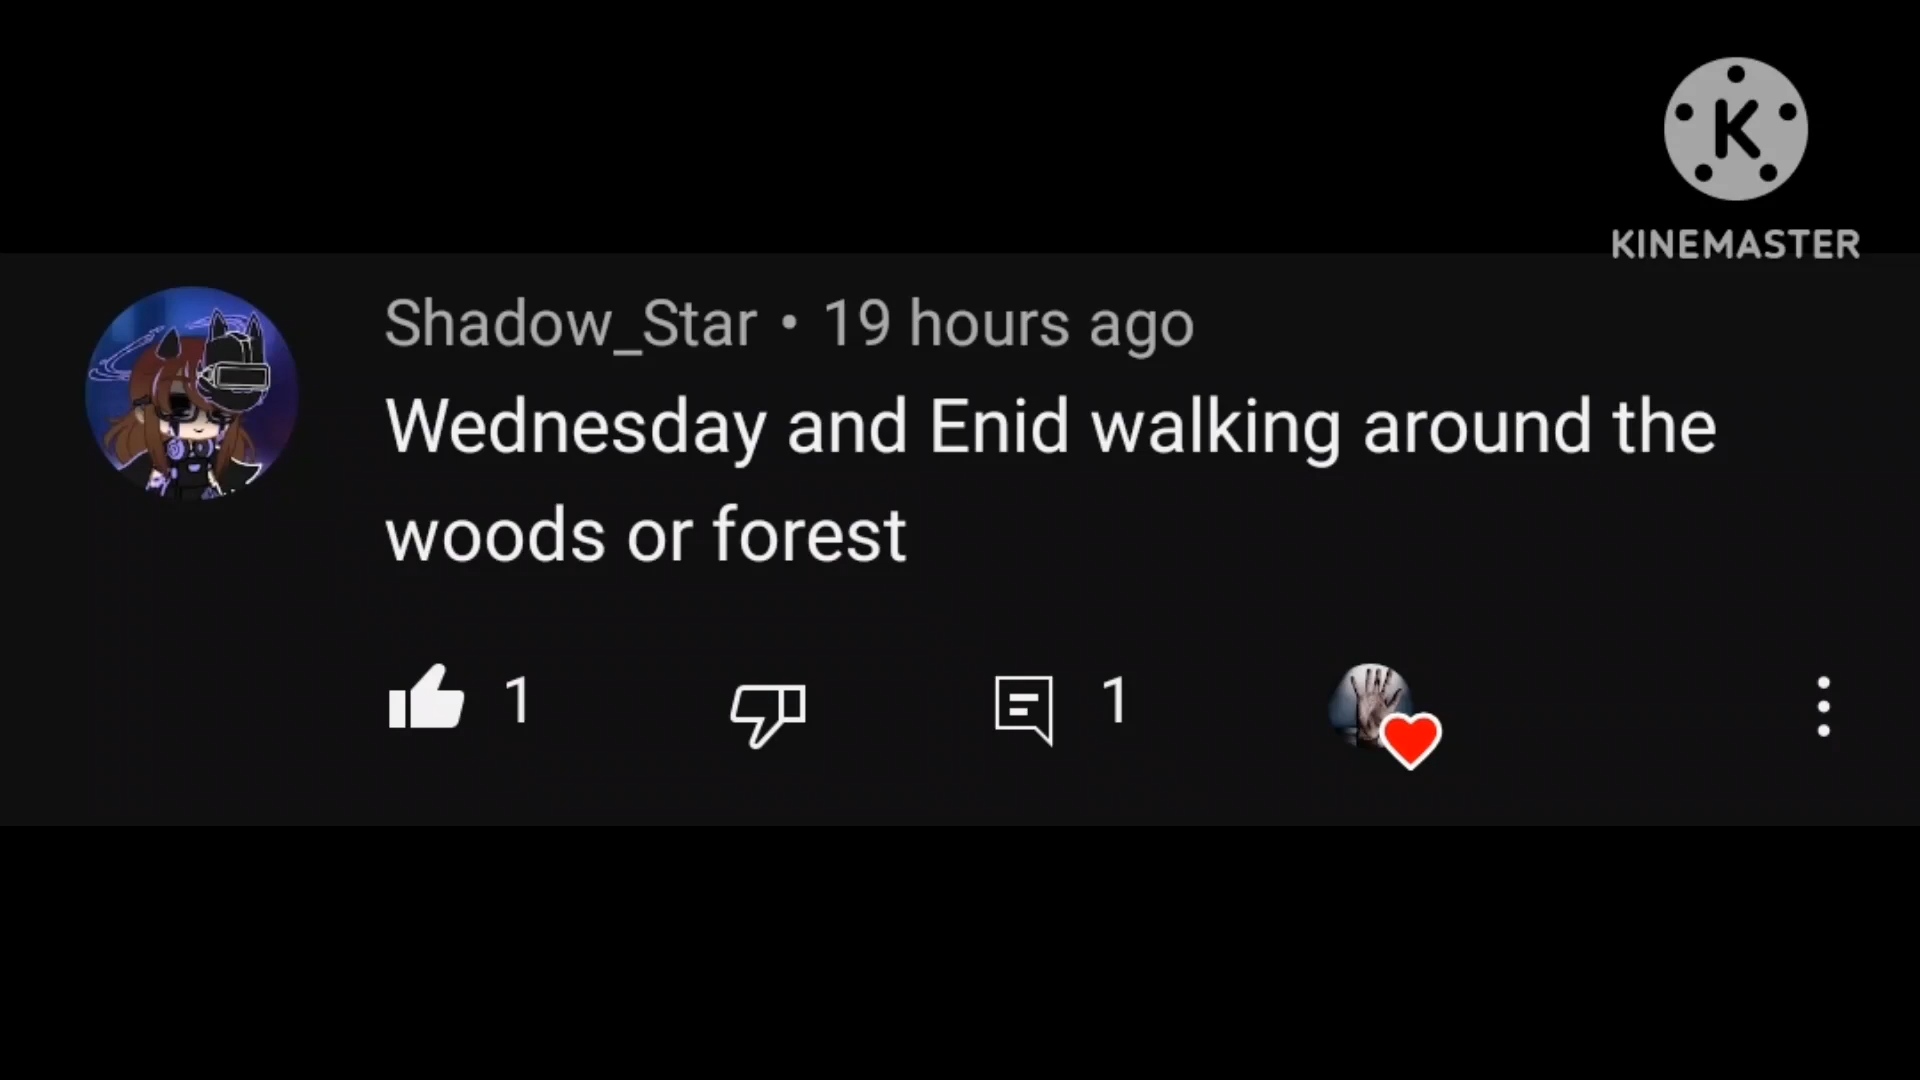 K
KINEMASTER
Shadow_Star • 19 hours ago
Wednesday and Enid walking around the
woods or forest
1
1